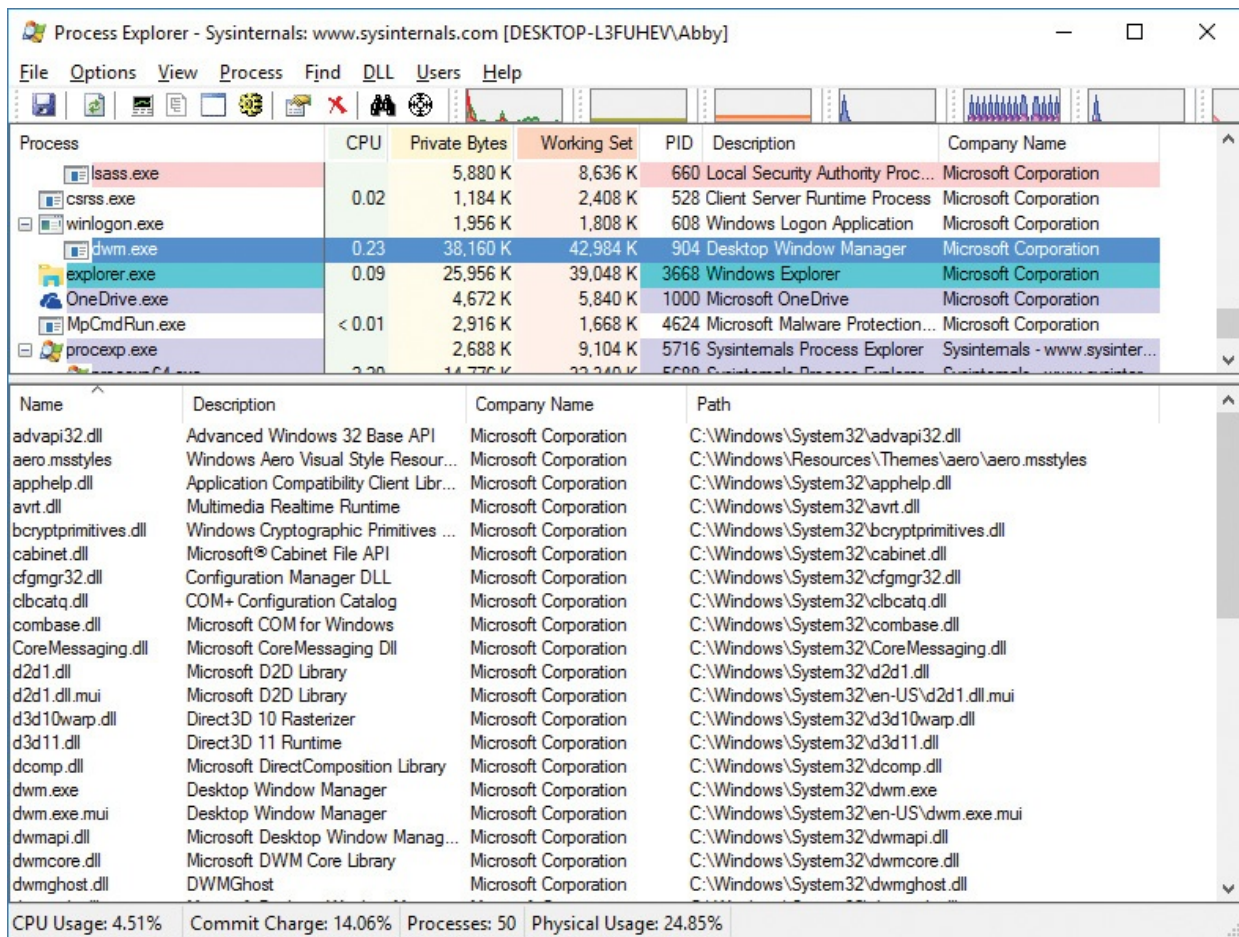 Process Explorer - Sysinternals: www.sysinternals.com [DESKTOP-L3FUHEV\Abby]
File Options View Process Find DLL Users Help
Process CPU Private Bytes Working Set PID Description Company Name
lsass.exe 5,880 K 8,636 K 660 Local Security Authority Proc... Microsoft Corporation
csrss.exe 0.02 1,184 K 2,408 K 528 Client Server Runtime Process Microsoft Corporation
winlogon.exe 1,956 K 1,808 K 608 Windows Logon Application Microsoft Corporation
dwm.exe 0.23 38,160 K 42,984 K 904 Desktop Window Manager Microsoft Corporation
explorer.exe 0.09 25,956 K 39,048 K 3668 Windows Explorer Microsoft Corporation
OneDrive.exe 4,672 K 5,840 K 1000 Microsoft OneDrive Microsoft Corporation
MpCmdRun.exe < 0.01 2,916 K 1,668 K 4624 Microsoft Malware Protection... Microsoft Corporation
procexp.exe 2,688 K 9,104 K 5716 Sysinternals Process Explorer Sysinternals - www.sysinter...
Name Description Company Name Path
advapi32.dll Advanced Windows 32 Base API Microsoft Corporation C:\Windows\System32\advapi32.dll
aero.msstyles Windows Aero Visual Style Resour... Microsoft Corporation C:\Windows\Resources\Themes\aero\aero.msstyles
apphelp.dll Application Compatibility Client Libr... Microsoft Corporation C:\Windows\System32\apphelp.dll
avrt.dll Multimedia Realtime Runtime Microsoft Corporation C:\Windows\System32\avrt.dll
bcryptprimitives.dll Windows Cryptographic Primitives ... Microsoft Corporation C:\Windows\System32\bcryptprimitives.dll
cabinet.dll Microsoft® Cabinet File API Microsoft Corporation C:\Windows\System32\cabinet.dll
cfgmgr32.dll Configuration Manager DLL Microsoft Corporation C:\Windows\System32\cfgmgr32.dll
clbcatq.dll COM+ Configuration Catalog Microsoft Corporation C:\Windows\System32\clbcatq.dll
combase.dll Microsoft COM for Windows Microsoft Corporation C:\Windows\System32\combase.dll
CoreMessaging.dll Microsoft CoreMessaging Dll Microsoft Corporation C:\Windows\System32\CoreMessaging.dll
d2d1.dll Microsoft D2D Library Microsoft Corporation C:\Windows\System32\d2d1.dll
d2d1.dll.mui Microsoft D2D Library Microsoft Corporation C:\Windows\System32\en-US\d2d1.dll.mui
d3d10warp.dll Direct3D 10 Rasterizer Microsoft Corporation C:\Windows\System32\d3d10warp.dll
d3d11.dll Direct3D 11 Runtime Microsoft Corporation C:\Windows\System32\d3d11.dll
dcomp.dll Microsoft DirectComposition Library Microsoft Corporation C:\Windows\System32\dcomp.dll
dwm.exe Desktop Window Manager Microsoft Corporation C:\Windows\System32\dwm.exe
dwm.exe.mui Desktop Window Manager Microsoft Corporation C:\Windows\System32\en-US\dwm.exe.mui
dwmapi.dll Microsoft Desktop Window Manag... Microsoft Corporation C:\Windows\System32\dwmapi.dll
dwmcore.dll Microsoft DWM Core Library Microsoft Corporation C:\Windows\System32\dwmcore.dll
dwmghost.dll DWMGhost Microsoft Corporation C:\Windows\System32\dwmghost.dll
CPU Usage: 4.51% Commit Charge: 14.06% Processes: 50 Physical Usage: 24.85%